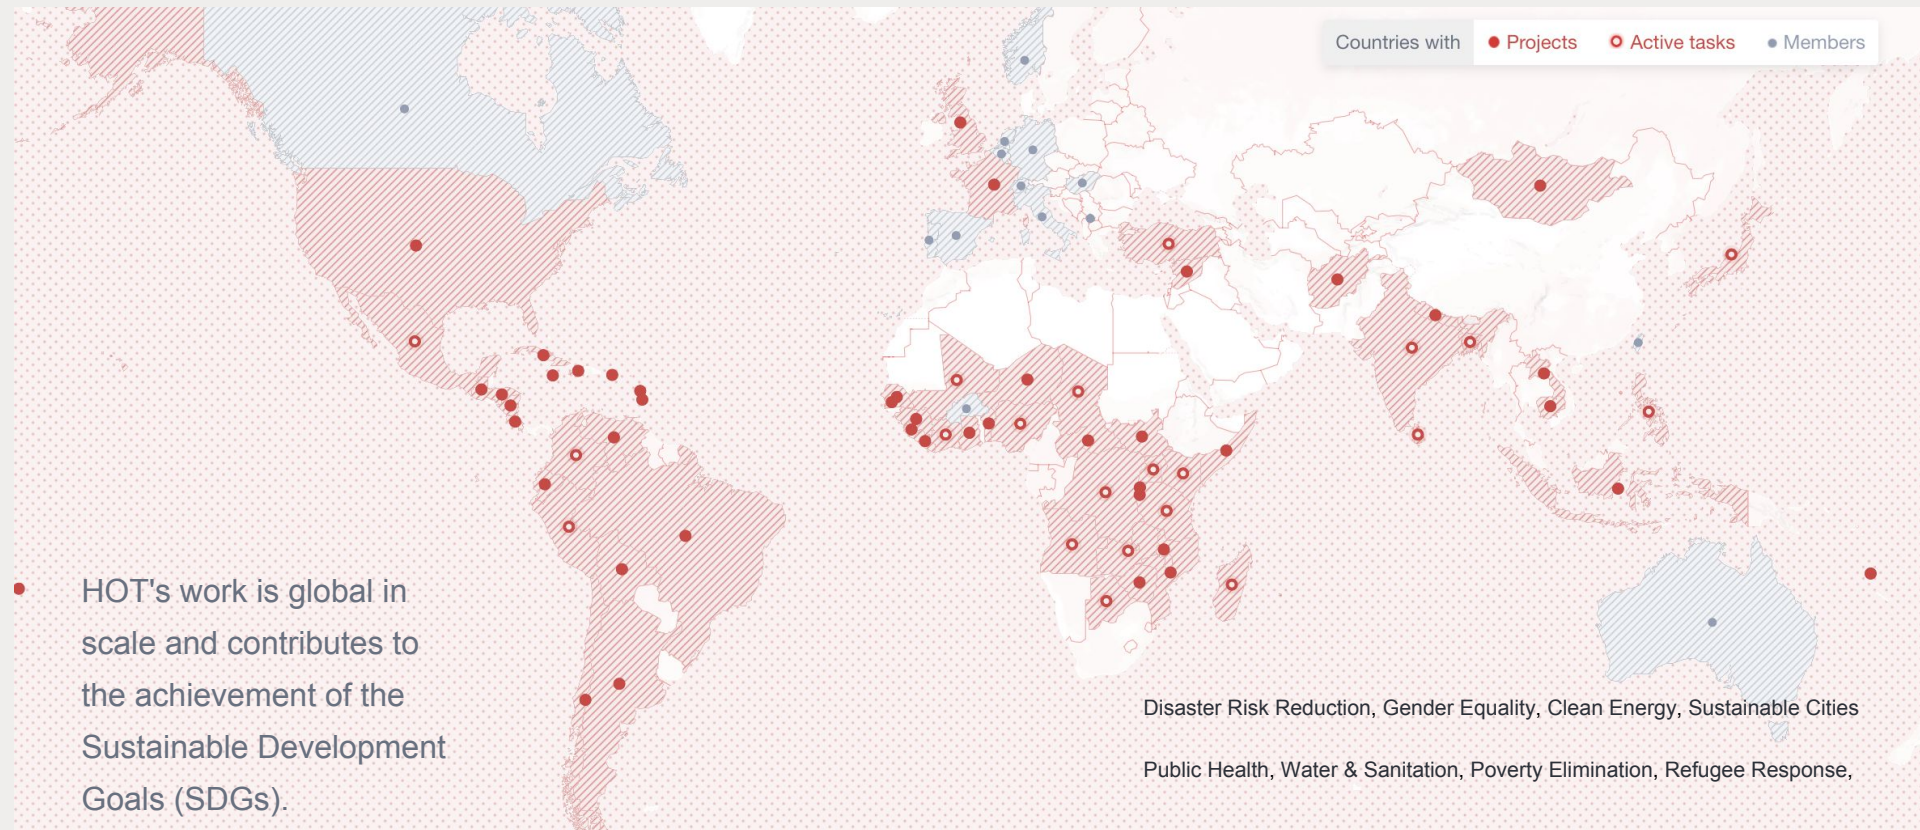 Countries with Projects Active tasks Members
HOT's work is global in
scale and contributes to
the achievement of the
Sustainable Development
Goals (SDGs).
Disaster Risk Reduction, Gender Equality, Clean Energy, Sustainable Cities
Public Health, Water & Sanitation, Poverty Elimination, Refugee Response,